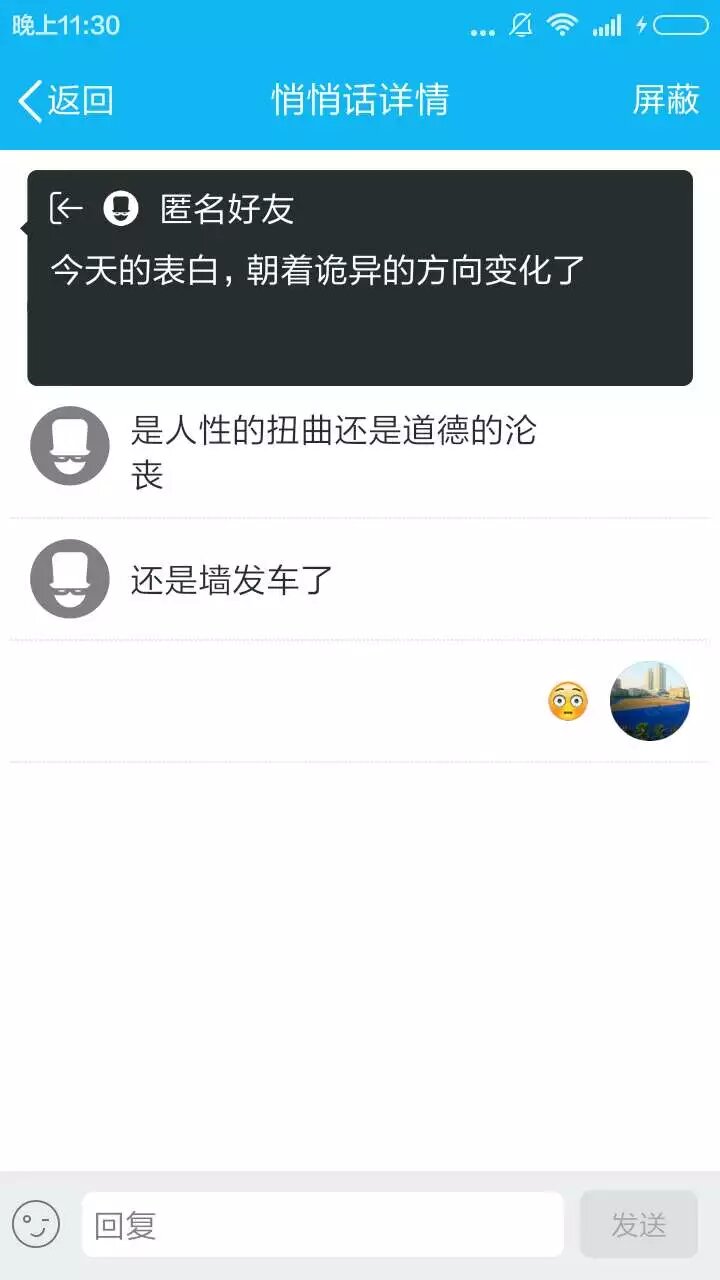 晚上11:30
返回
悄悄话详情
屏蔽
匿名好友
今天的表白，朝着诡异的方向变化了
是人性的扭曲还是道德的沦
丧
还是墙发车了
回复
发送